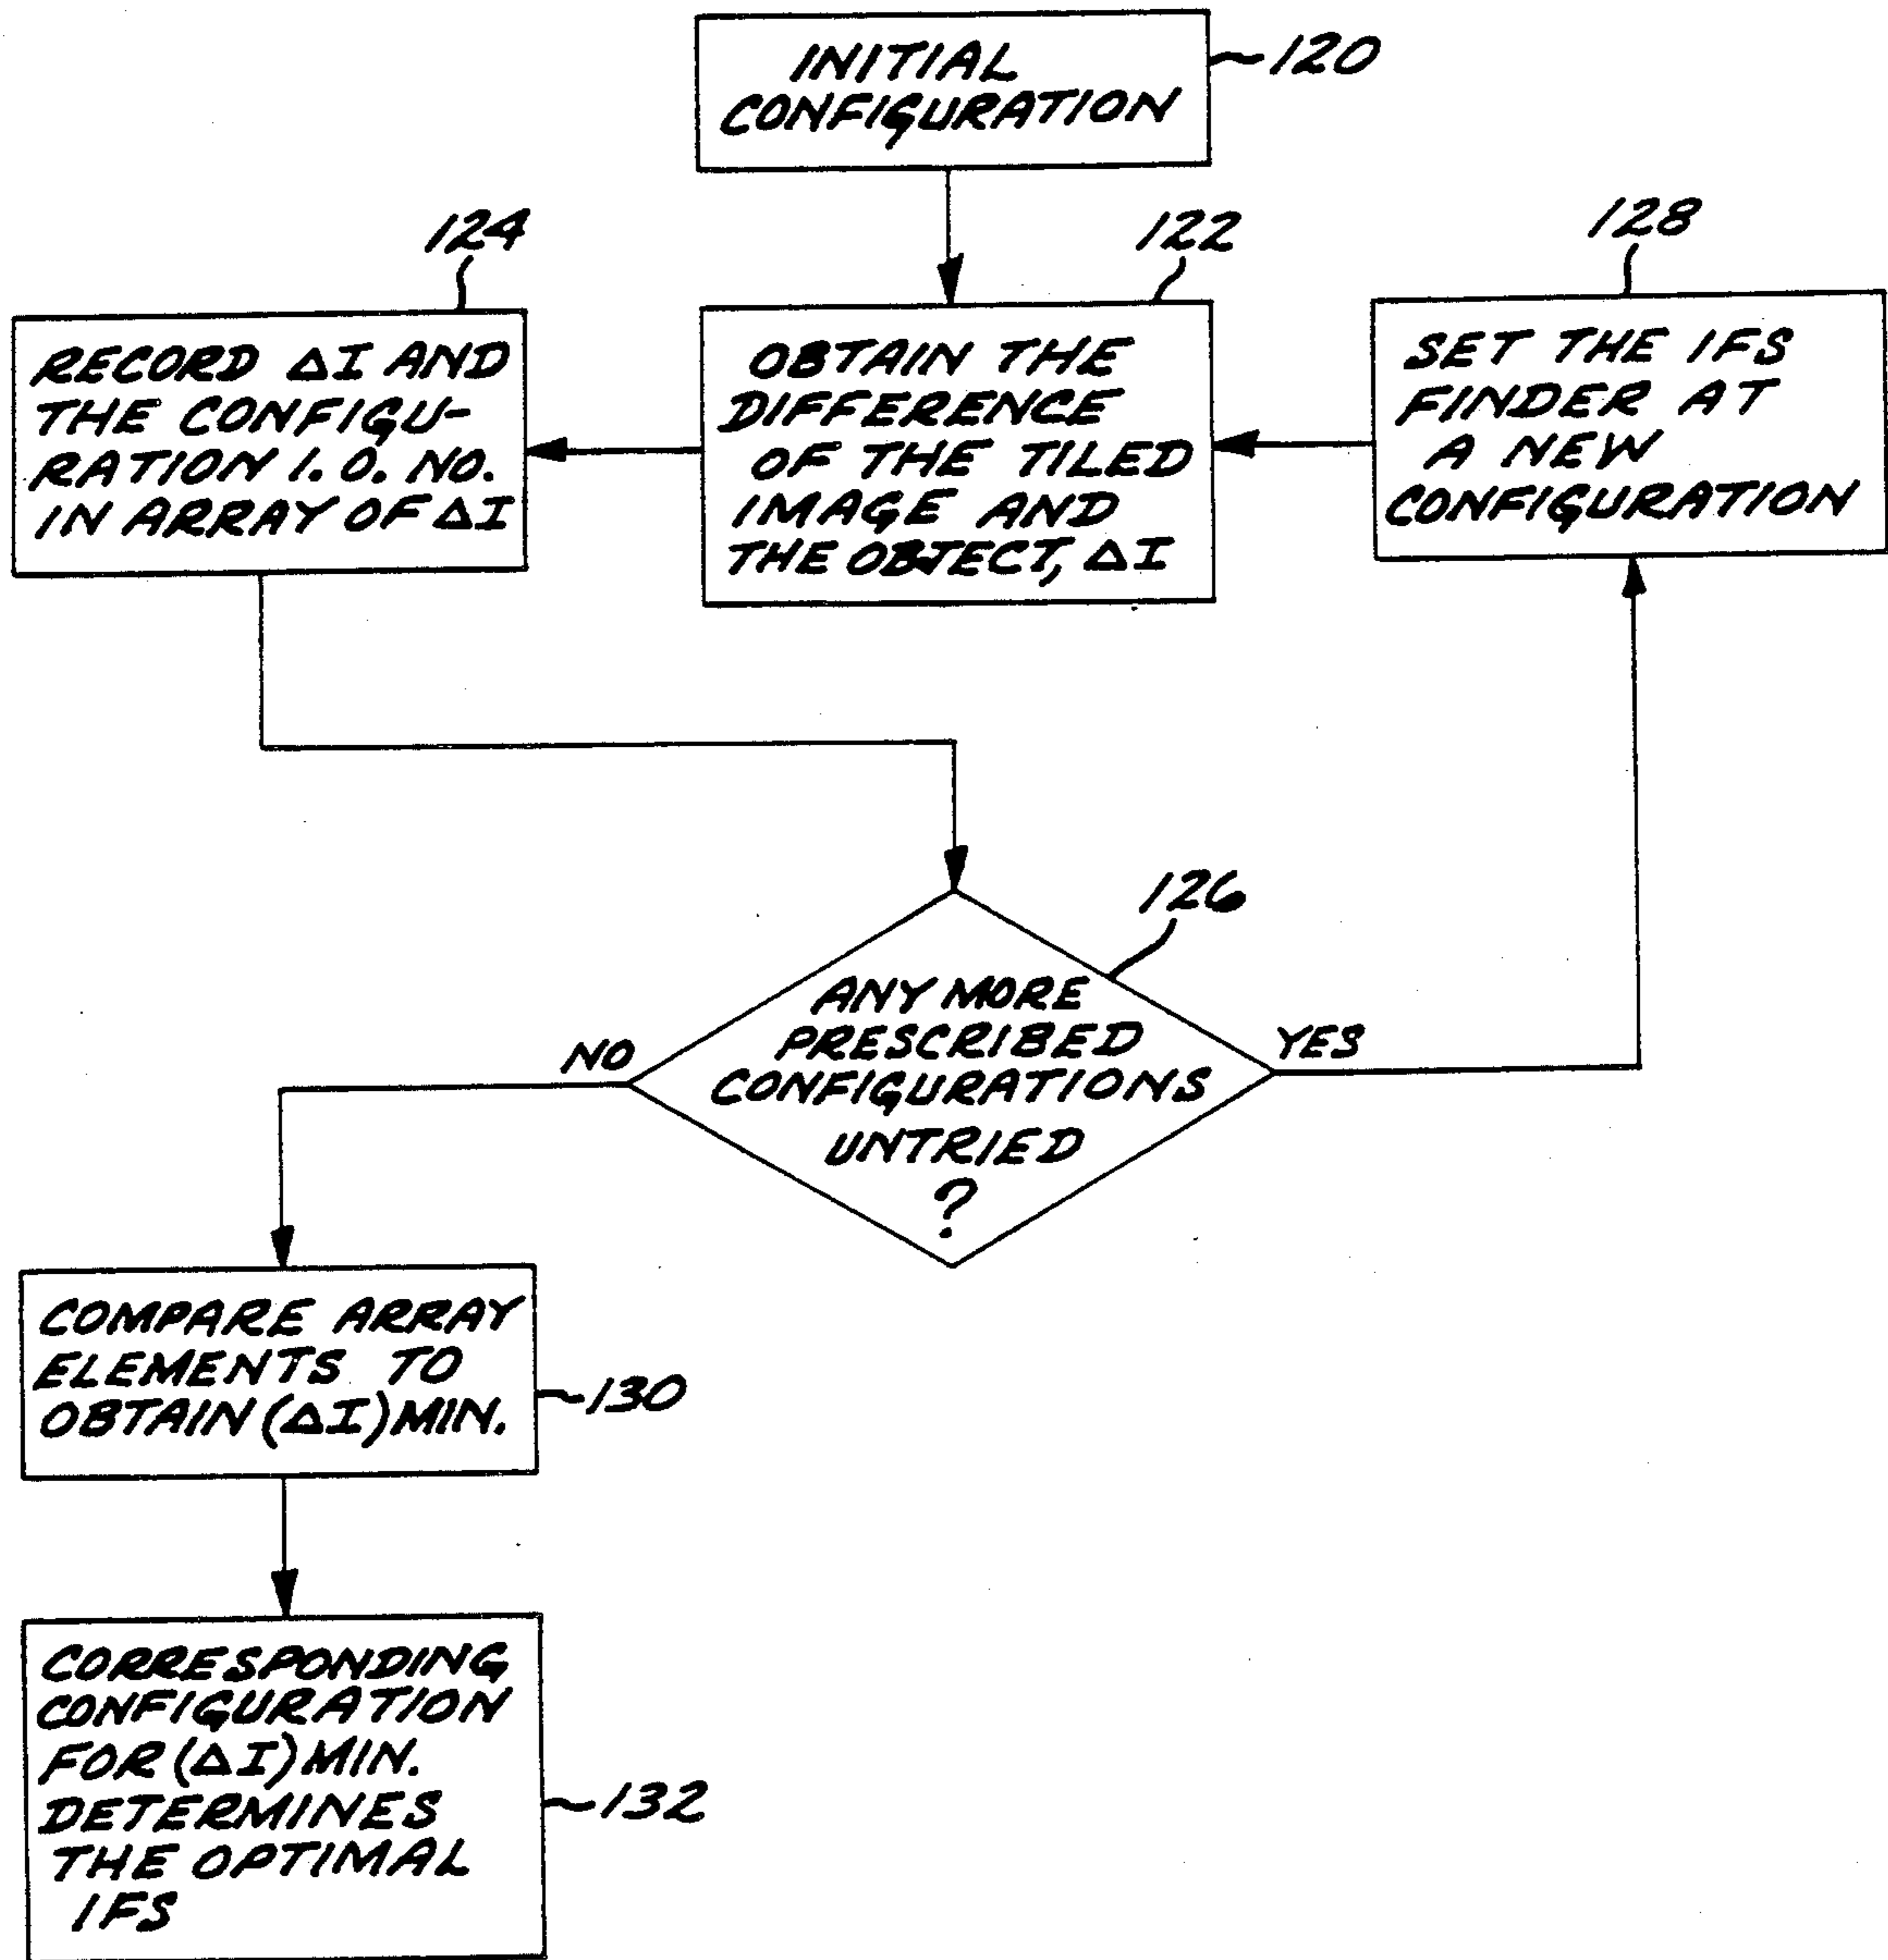 INITIAL
CONFIGURATION
120
124
122
128
RECORD ΔI AND
THE CONFIGU-
RATION I. O. NO.
IN ARRAY OF ΔI
OBTAIN THE
DIFFERENCE
OF THE TILED
IMAGE AND
THE OBJECT, ΔI
SET THE IFS
FINDER AT
A NEW
CONFIGURATION
126
ANY MORE
PRESCRIBED
CONFIGURATIONS
UNTRIED
?
NO
YES
COMPARE ARRAY
ELEMENTS TO
OBTAIN (ΔI) MIN.
130
CORRESPONDING
CONFIGURATION
FOR (ΔI) MIN.
DETERMINES
THE OPTIMAL
IFS
132